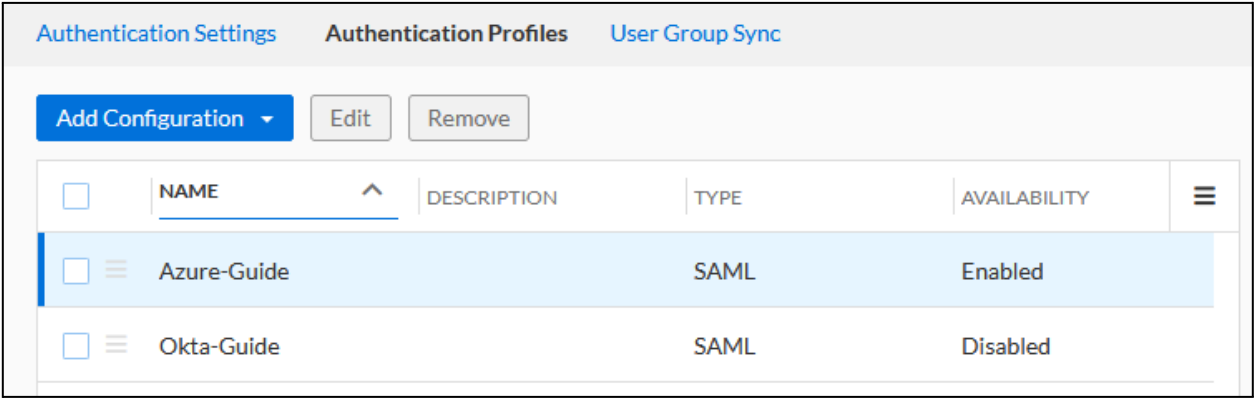 Authentication Settings Authentication Profiles User Group Sync
Add Configuration Edit Remove
NAME DESCRIPTION TYPE AVAILABILITY
Azure-Guide SAML Enabled
Okta-Guide SAML Disabled